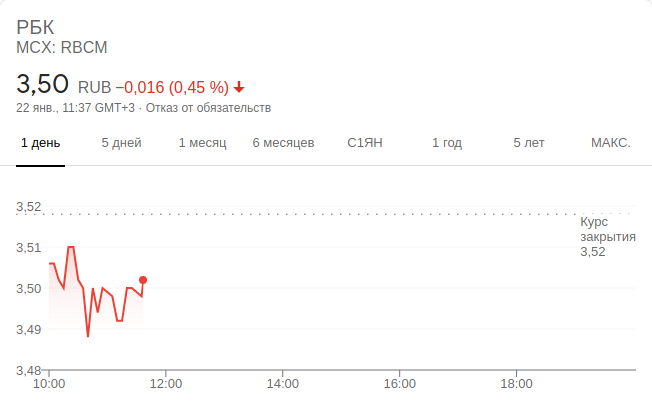 РБК
MCX: RBCM
3,50 RUB −0,016 (0,45 %)
22 янв., 11:37 GMT+3 · Отказ от обязательств
1 день 5 дней 1 месяц 6 месяцев С1ЯН 1 год 5 лет МАКС.
3,52
Курс
закрытия
3,52
3,51
3,50
3,49
3,48
10:00 12:00 14:00 16:00 18:00